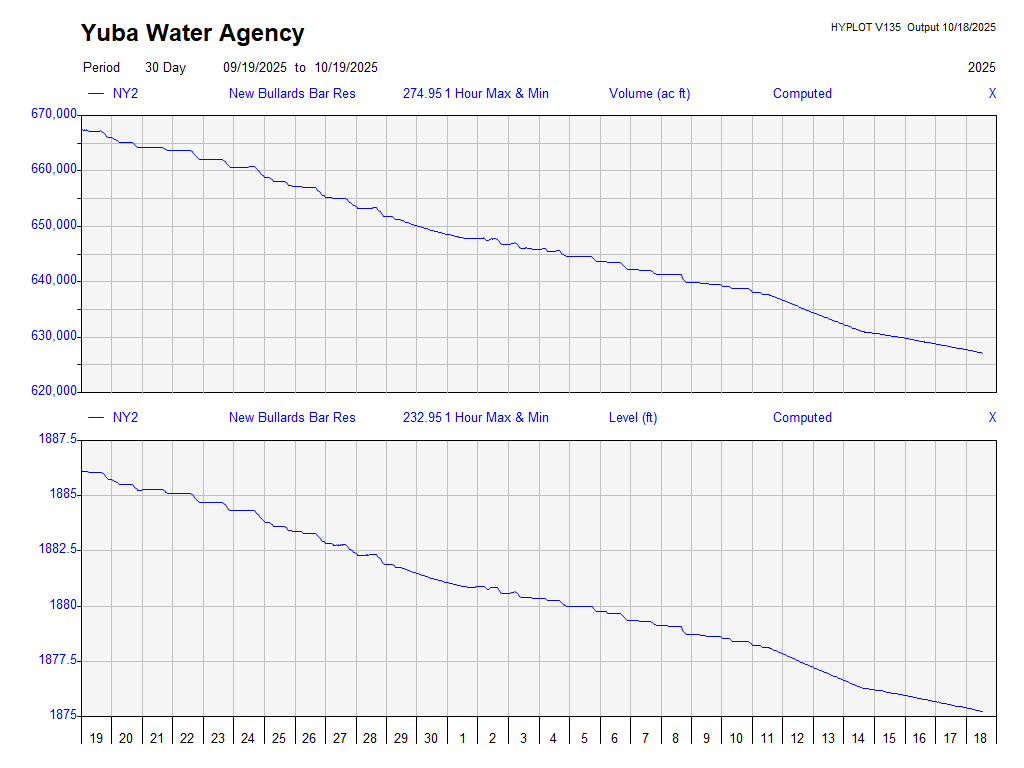 Yuba Water Agency
HYPLOT V135 Output 10/18/2025
Period 30 Day 09/19/2025 to 10/19/2025 2025
NY2 New Bullards Bar Res 274.95 1 Hour Max & Min Volume (ac ft) Computed X
670,000
660,000
650,000
640,000
630,000
620,000
NY2 New Bullards Bar Res 232.95 1 Hour Max & Min Level (ft) Computed X
1887.5
1885
1882.5
1880
1877.5
1875
19 20 21 22 23 24 25 26 27 28 29 30 1 2 3 4 5 6 7 8 9 10 11 12 13 14 15 16 17 18